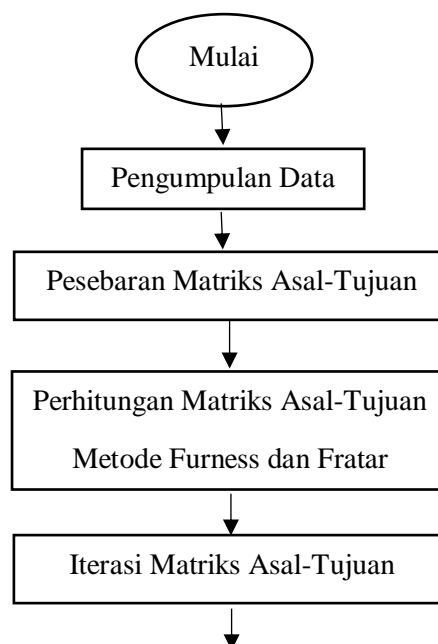 Mulai
Pengumpulan Data
Pesebaran Matriks Asal-Tujuan
Perhitungan Matriks Asal-Tujuan
Metode Furness dan Fratar
Iterasi Matriks Asal-Tujuan